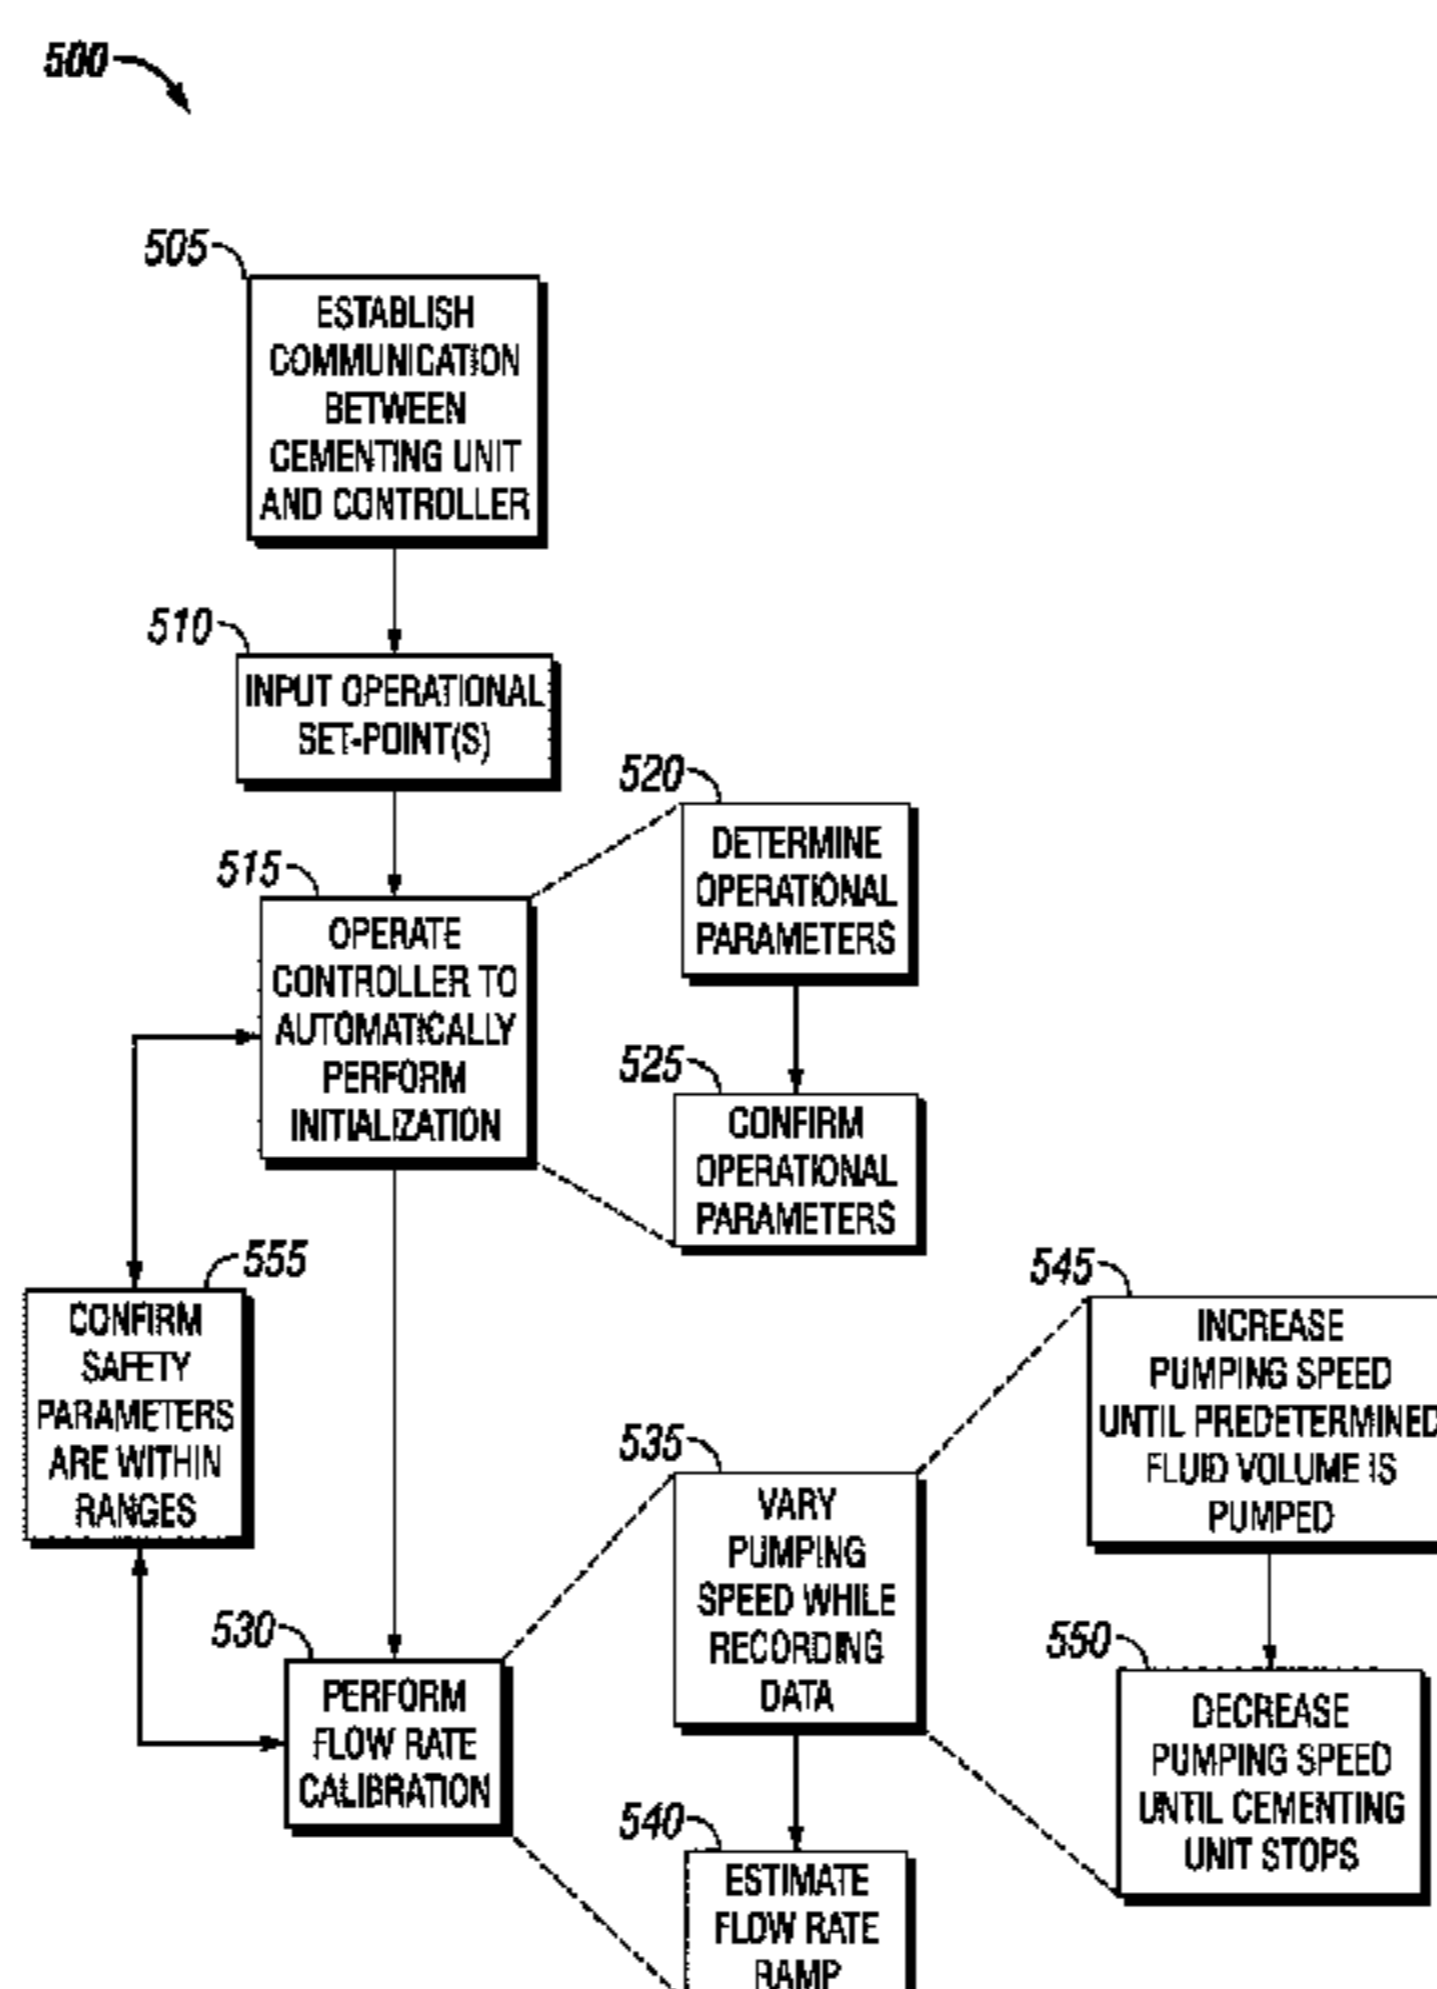 500
505
ESTABLISH
COMMUNICATION
BETWEEN
CEMENTING UNIT
AND CONTROLLER
510
INPUT OPERATIONAL
SET-POINT(S)
515
OPERATE
CONTROLLER TO
AUTOMATICALLY
PERFORM
INITIALIZATION
520
DETERMINE
OPERATIONAL
PARAMETERS
525
CONFIRM
OPERATIONAL
PARAMETERS
555
CONFIRM
SAFETY
PARAMETERS
ARE WITHIN
RANGES
530
PERFORM
FLOW RATE
CALIBRATION
535
VARY
PUMPING
SPEED WHILE
RECORDING
DATA
540
ESTIMATE
FLOW RATE
RAMP
545
INCREASE
PUMPING SPEED
UNTIL PREDETERMINED
FLUID VOLUME IS
PUMPED
550
DECREASE
PUMPING SPEED
UNTIL CEMENTING
UNIT STOPS